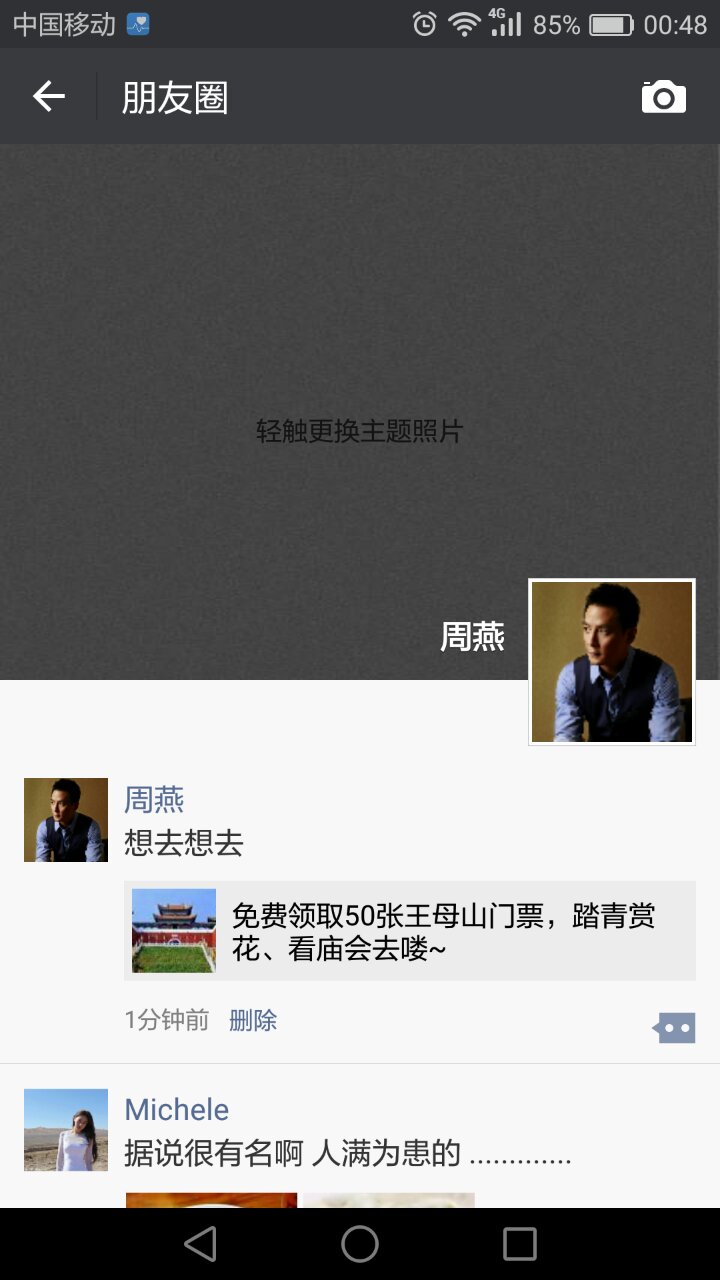 中国移动 4G 85% 00:48
朋友圈
轻触更换主题照片
周燕
周燕
想去想去
免费领取50张王母山门票，踏青赏
花、看庙会去喽~
1分钟前 删除
Michele
据说很有名啊 人满为患的 .............